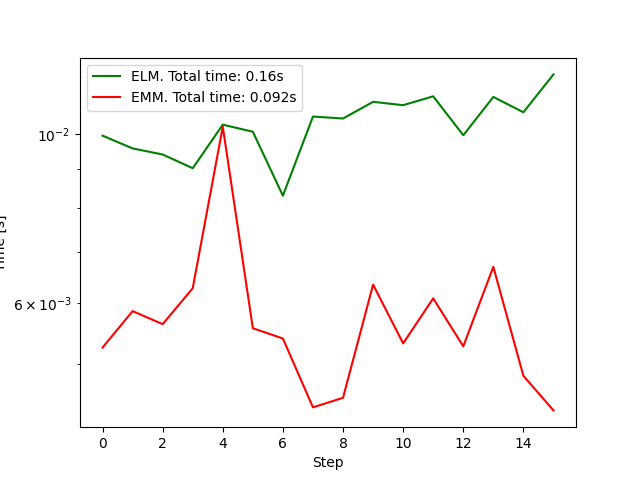 ELM. Total time: 0.16s
EMM. Total time: 0.092s
10⁻²
6 × 10⁻³
Time [s]
0 2 4 6 8 10 12 14
Step